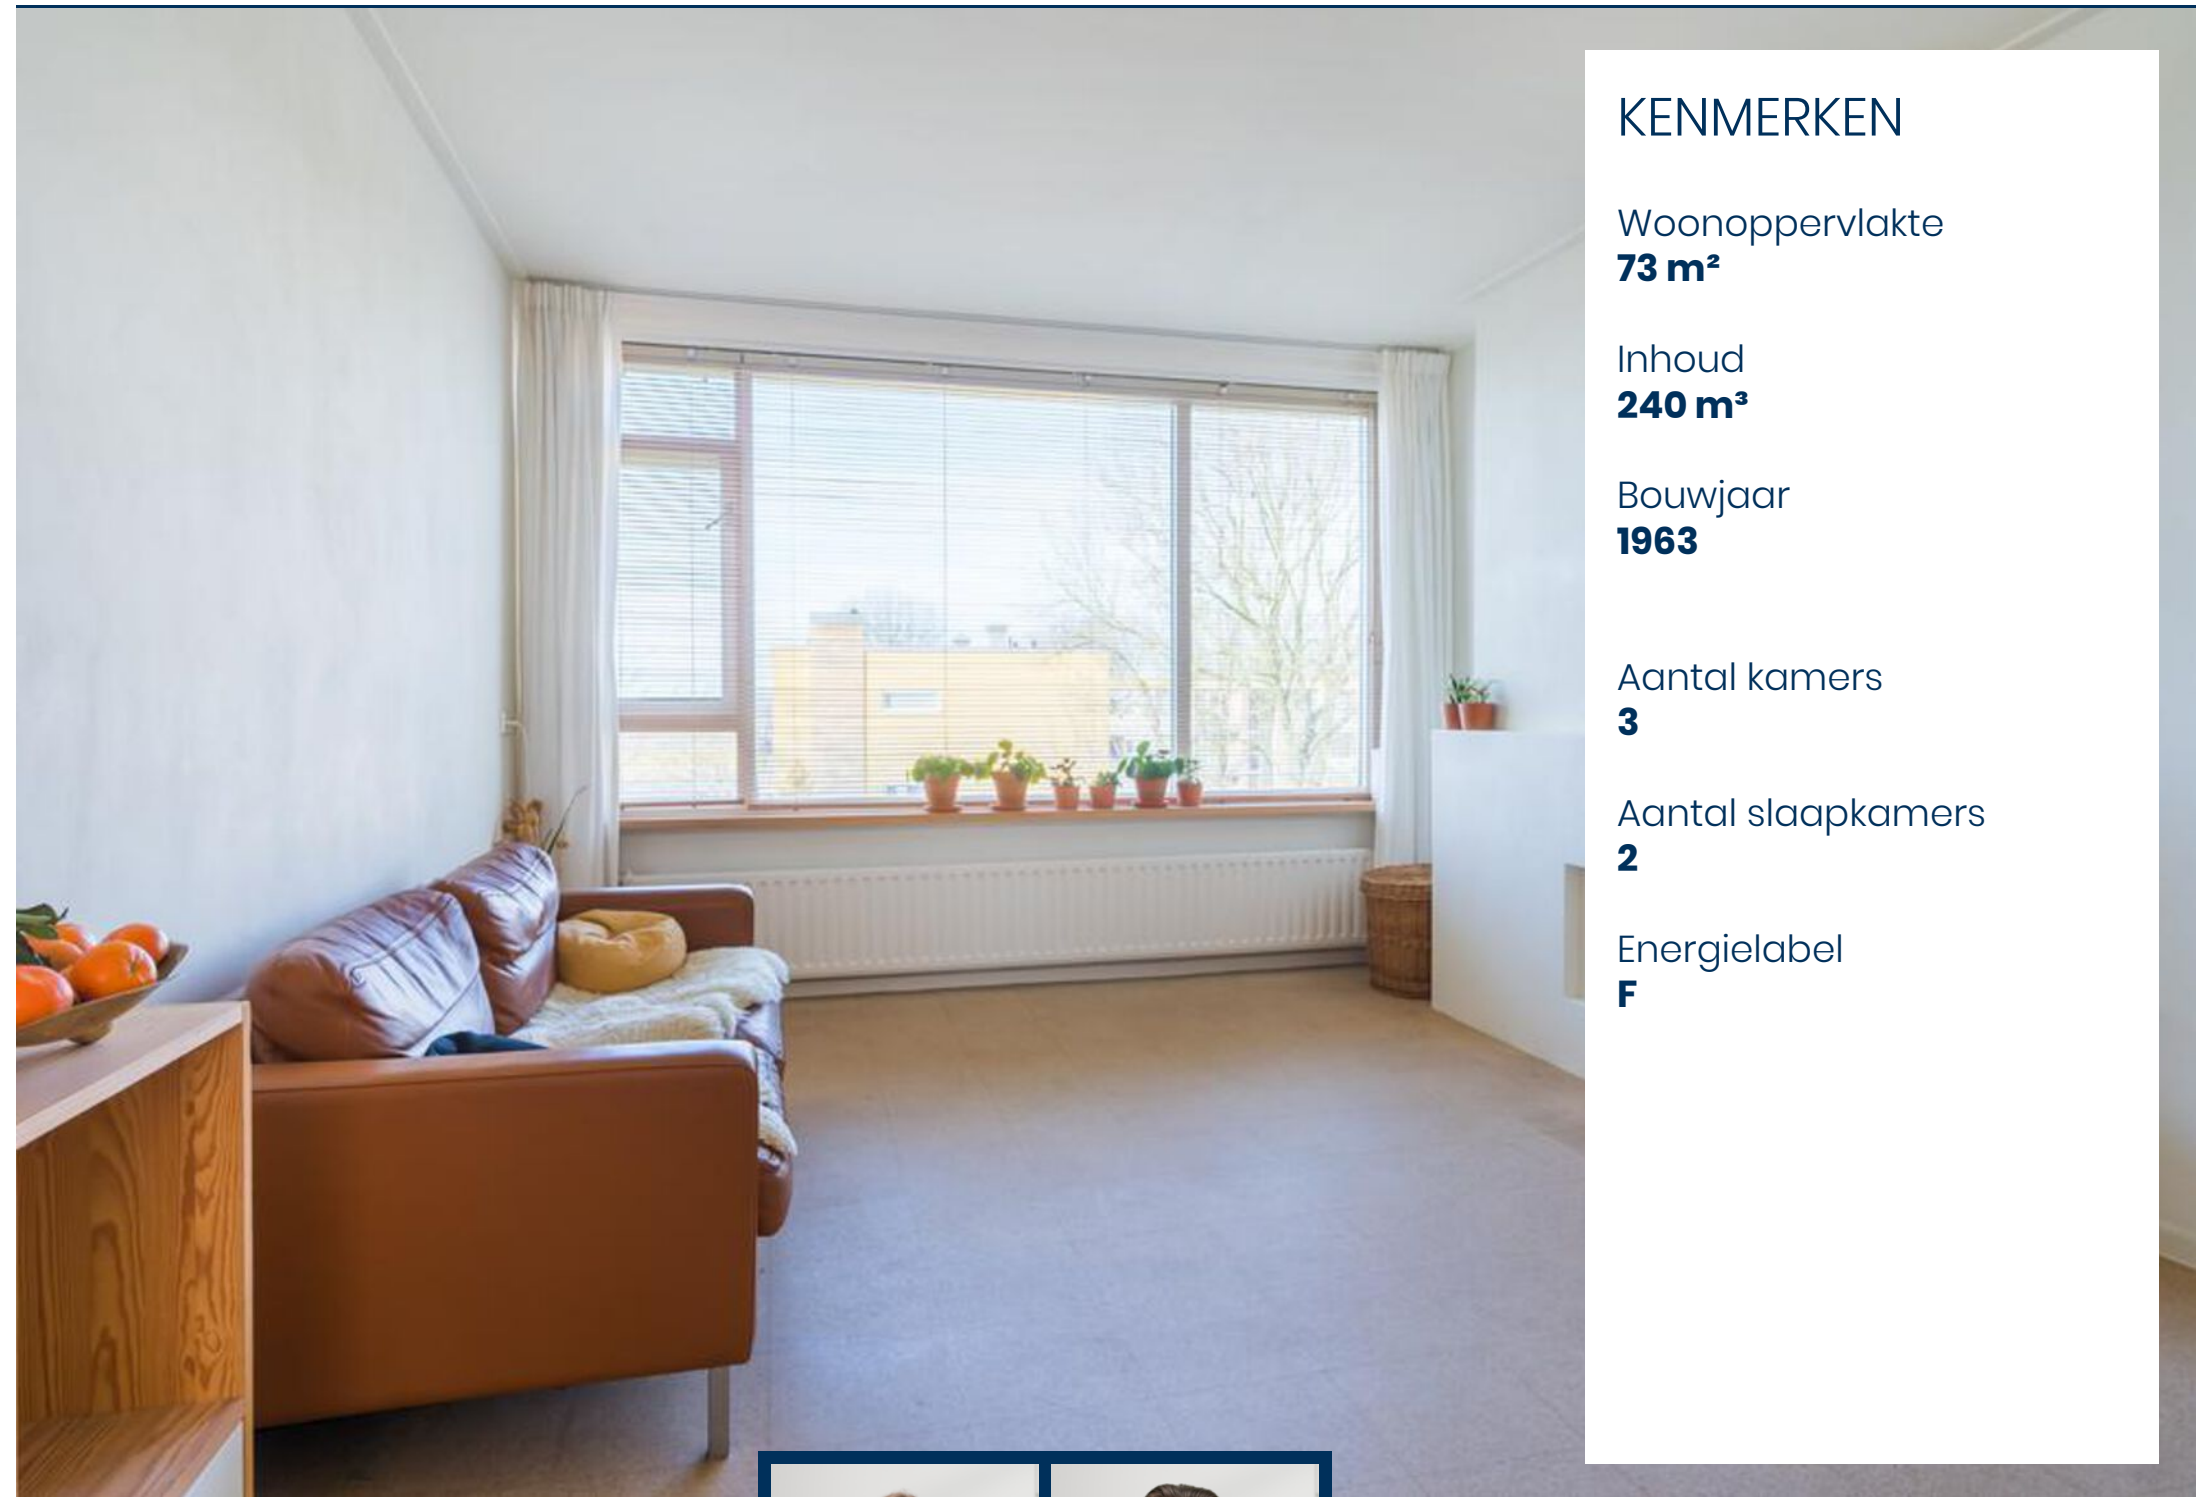 KENMERKEN
Woonoppervlakte
73 m²
Inhoud
240 m³
Bouwjaar
1963
Aantal kamers
3
Aantal slaapkamers
2
Energielabel
F